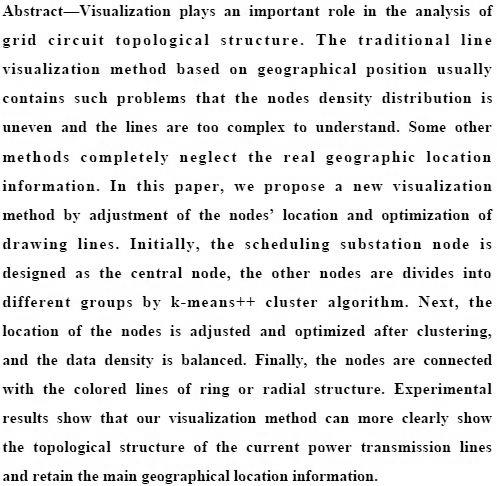 Abstract—Visualization plays an important role in the analysis of
grid circuit topological structure. The traditional line
visualization method based on geographical position usually
contains such problems that the nodes density distribution is
uneven and the lines are too complex to understand. Some other
methods completely neglect the real geographic location
information. In this paper, we propose a new visualization
method by adjustment of the nodes’ location and optimization of
drawing lines. Initially, the scheduling substation node is
designed as the central node, the other nodes are divides into
different groups by k-means++ cluster algorithm. Next, the
location of the nodes is adjusted and optimized after clustering,
and the data density is balanced. Finally, the nodes are connected
with the colored lines of ring or radial structure. Experimental
results show that our visualization method can more clearly show
the topological structure of the current power transmission lines
and retain the main geographical location information.